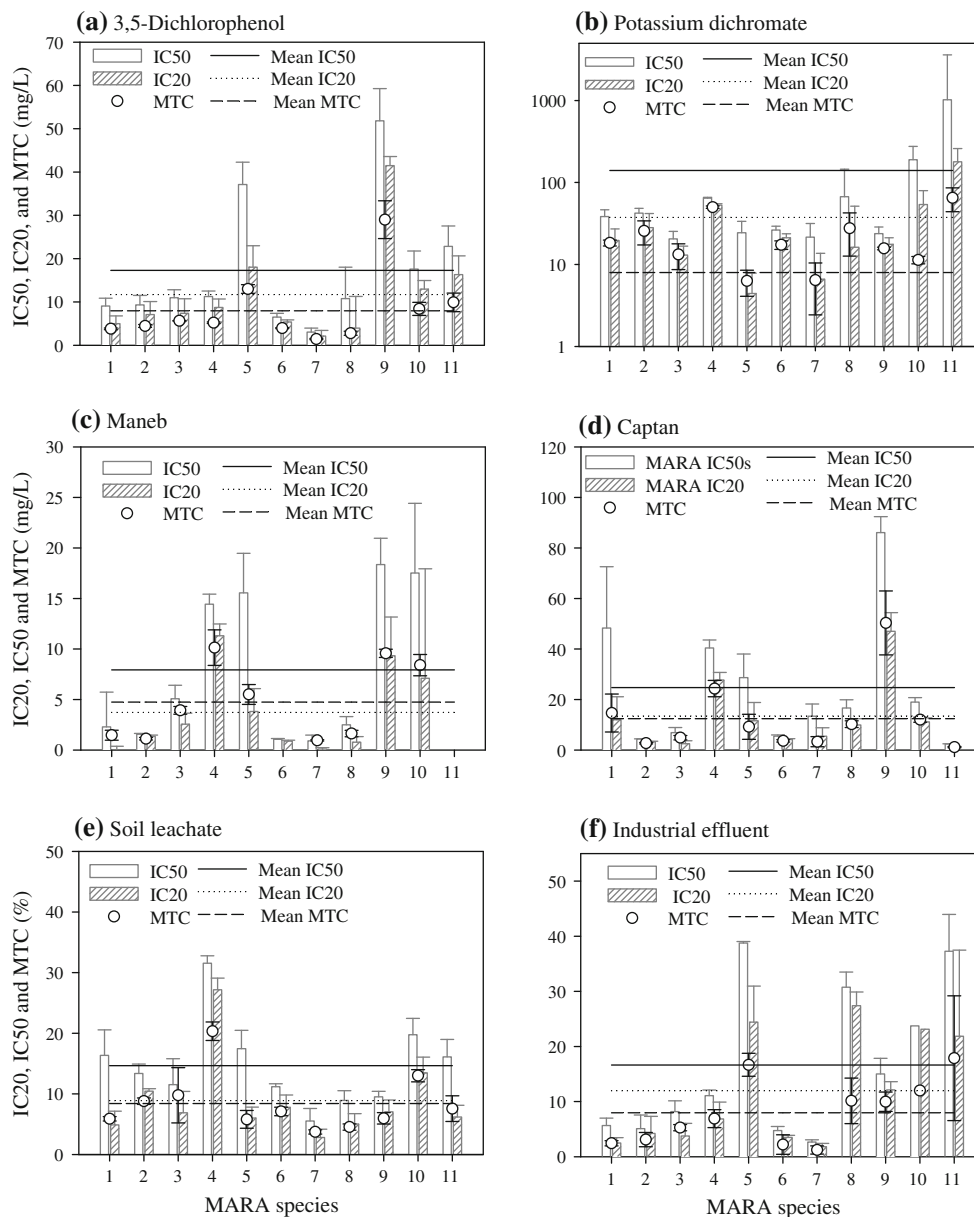 (a) 3,5-Dichlorophenol
IC50, IC20, and MTC (mg/L)
70
60
50
40
30
20
10
0
IC50
IC20
MTC
Mean IC50
Mean IC20
Mean MTC
1 2 3 4 5 6 7 8 9 10 11
(b) Potassium dichromate
1000
100
10
1
IC50
IC20
MTC
Mean IC50
Mean IC20
Mean MTC
1 2 3 4 5 6 7 8 9 10 11
(c) Maneb
IC20, IC50 and MTC (mg/L)
30
25
20
15
10
5
0
IC50
IC20
MTC
Mean IC50
Mean IC20
Mean MTC
1 2 3 4 5 6 7 8 9 10 11
(d) Captan
120
100
80
60
40
20
0
MARA IC50s
MARA IC20
MTC
Mean IC50
Mean IC20
Mean MTC
1 2 3 4 5 6 7 8 9 10 11
(e) Soil leachate
IC20, IC50 and MTC (%)
50
40
30
20
10
0
IC50
IC20
MTC
Mean IC50
Mean IC20
Mean MTC
1 2 3 4 5 6 7 8 9 10 11
MARA species
(f) Industrial effluent
50
40
30
20
10
0
IC50
IC20
MTC
Mean IC50
Mean IC20
Mean MTC
1 2 3 4 5 6 7 8 9 10 11
MARA species